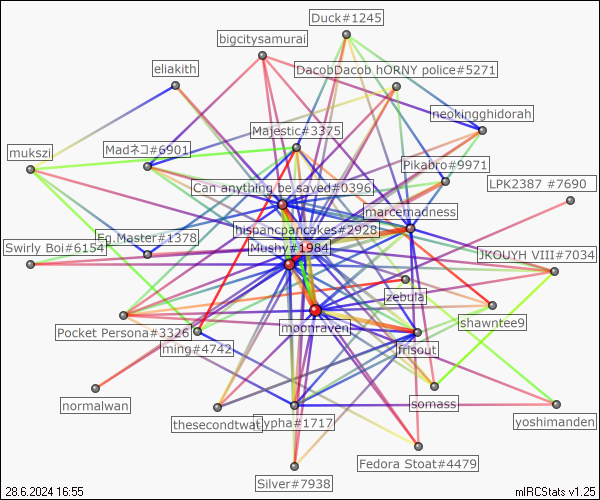 Duck#1245
bigcitysamurai
eliakith
DacobDacob hORNY police#5271
neokingghidorah
Majestic#3375
mukszi
Madネコ#6901
Pikabro#9971
LPK2387 #7690
Can anything be saved#0396
marcemadness
hispancpancakes#2928
Eg.Master#1378
Swirly Boi#6154
Mushy#1984
JKOUYH VIII#7034
zebula
shawntee9
Pocket Persona#3326
moonraven
ming#4742
frisout
normalwan
somass
thesecondtwat
lypha#1717
yoshimanden
Fedora Stoat#4479
Silver#7938
28.6.2024 16:55
mIRCStats v1.25